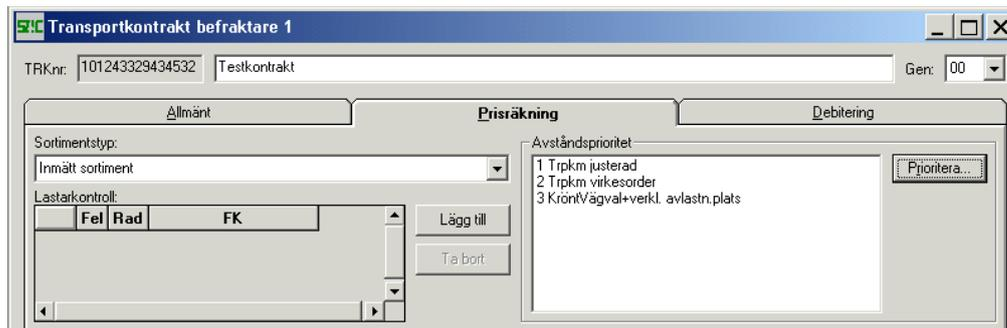 SDC Transportkontrakt befraktare 1
TRKnr: 101243329434532 Testkontrakt Gen: 00
Allmänt Prisräkning Debitering
Sortimentstyp:
Inmätt sortiment
Lastarkontroll:
Fel Rad FK
Lägg till
Ta bort
Avståndsprioritet
1 Trpkm justerad
2 Trpkm virkesorder
3 KröntVägval+verkl. avlastn.plats
Prioritera...